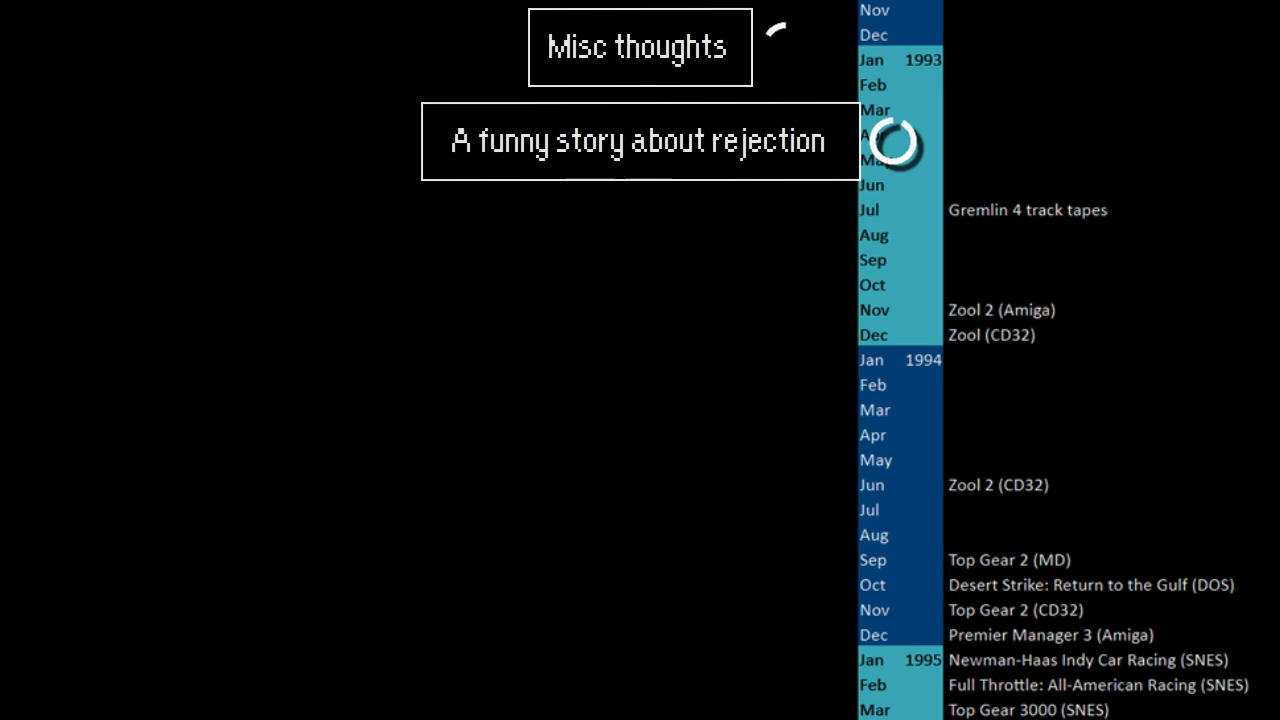 Misc thoughts
A funny story about rejection
Nov
Dec
Jan 1993
Feb
Mar
Apr
May
Jun
Jul Gremlin 4 track tapes
Aug
Sep
Oct
Nov Zool 2 (Amiga)
Dec Zool (CD32)
Jan 1994
Feb
Mar
Apr
May
Jun Zool 2 (CD32)
Jul
Aug
Sep Top Gear 2 (MD)
Oct Desert Strike: Return to the Gulf (DOS)
Nov Top Gear 2 (CD32)
Dec Premier Manager 3 (Amiga)
Jan 1995 Newman-Haas Indy Car Racing (SNES)
Feb Full Throttle: All-American Racing (SNES)
Mar Top Gear 3000 (SNES)